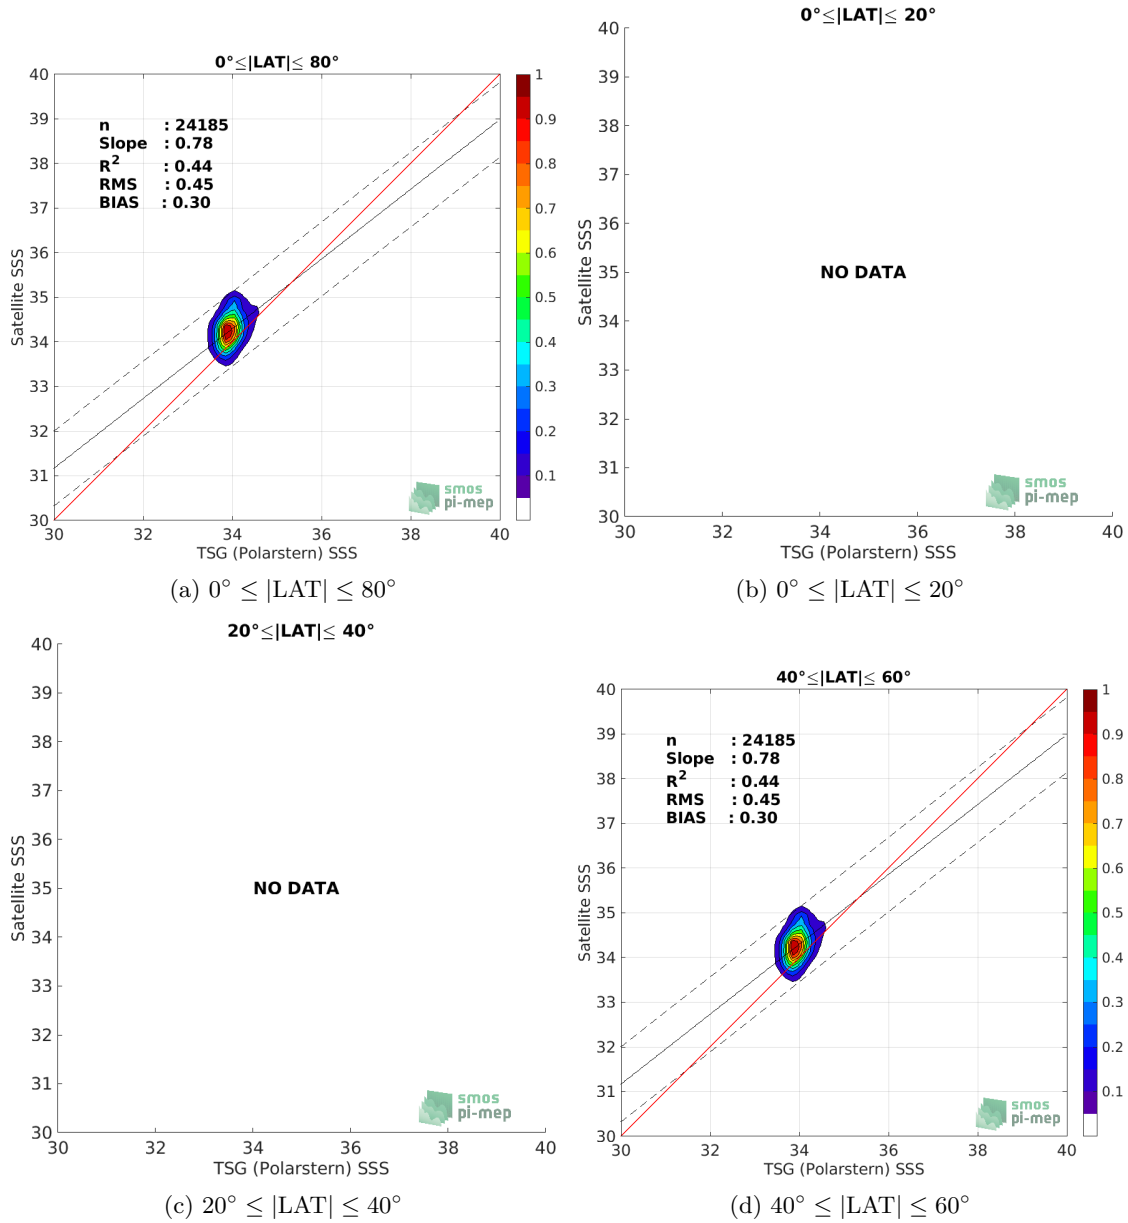 0°≤|LAT|≤ 80°
n : 24185
Slope : 0.78
R² : 0.44
RMS : 0.45
BIAS : 0.30
40
39
38
37
36
35
34
33
32
31
30
30 32 34 36 38 40
Satellite SSS
TSG (Polarstern) SSS
1
0.9
0.8
0.7
0.6
0.5
0.4
0.3
0.2
0.1
smos
pi-mep
(a) 0° ≤ |LAT| ≤ 80°
0°≤|LAT|≤ 20°
40
39
38
37
36
35
34
33
32
31
30
30 32 34 36 38 40
Satellite SSS
NO DATA
TSG (Polarstern) SSS
smos
pi-mep
(b) 0° ≤ |LAT| ≤ 20°
20°≤|LAT|≤ 40°
40
39
38
37
36
35
34
33
32
31
30
30 32 34 36 38 40
Satellite SSS
NO DATA
TSG (Polarstern) SSS
smos
pi-mep
(c) 20° ≤ |LAT| ≤ 40°
40°≤|LAT|≤ 60°
n : 24185
Slope : 0.78
R² : 0.44
RMS : 0.45
BIAS : 0.30
40
39
38
37
36
35
34
33
32
31
30
30 32 34 36 38 40
Satellite SSS
TSG (Polarstern) SSS
1
0.9
0.8
0.7
0.6
0.5
0.4
0.3
0.2
0.1
smos
pi-mep
(d) 40° ≤ |LAT| ≤ 60°